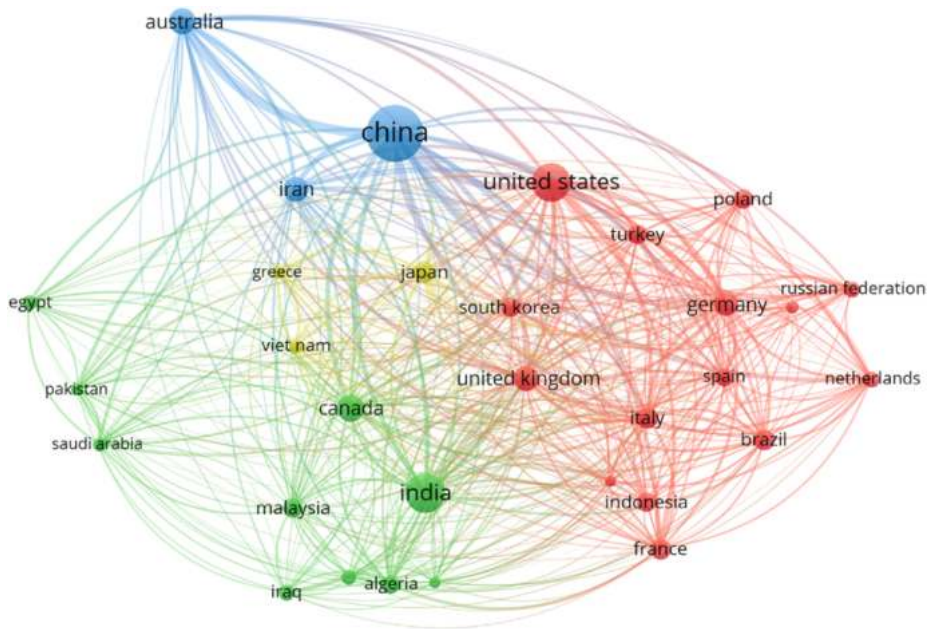 australia
china
united states
iran
poland
turkey
greece
japan
russian federation
egypt
south korea
germany
viet nam
united kingdom
spain
netherlands
pakistan
canada
italy
saudi arabia
brazil
india
malaysia
indonesia
france
algeria
iraq